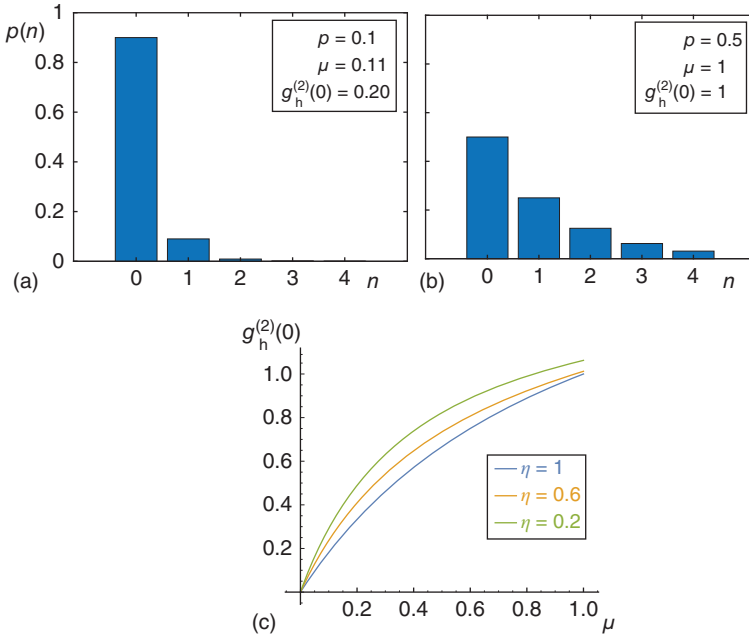 p(n)
1
0.8
0.6
0.4
0.2
0
p = 0.1
μ = 0.11
g_h^(2)(0) = 0.20
0 1 2 3 4 n
(a)
p = 0.5
μ = 1
g_h^(2)(0) = 1
0 1 2 3 4 n
(b)
g_h^(2)(0)
1.0
0.8
0.6
0.4
0.2
η = 1
η = 0.6
η = 0.2
0.2 0.4 0.6 0.8 1.0 μ
(c)